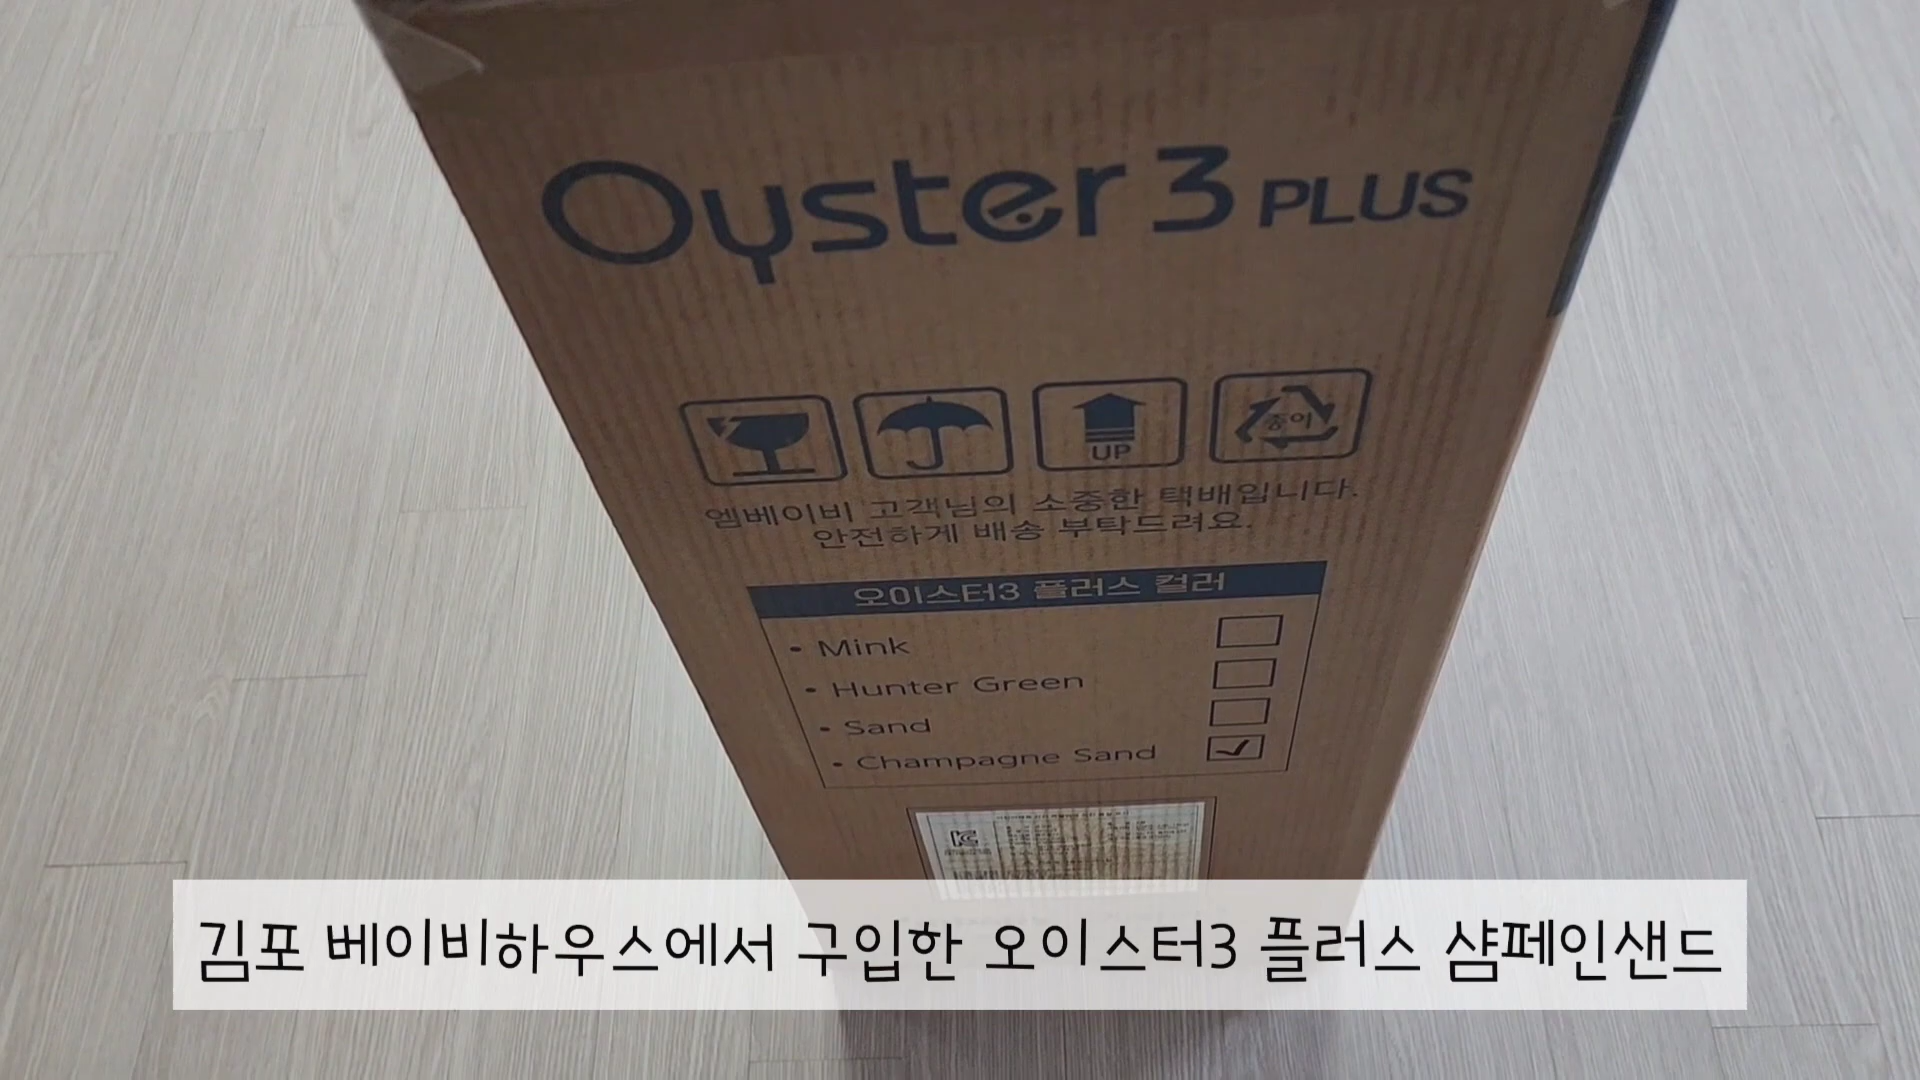 Oyster 3 PLUS
UP
종이
엠베이비 고객님의 소중한 택배입니다.
안전하게 배송 부탁드려요.
오이스터3 플러스 컬러
• Mink
• Hunter Green
• Sand
• Champagne Sand
김포 베이비하우스에서 구입한 오이스터3 플러스 샴페인샌드